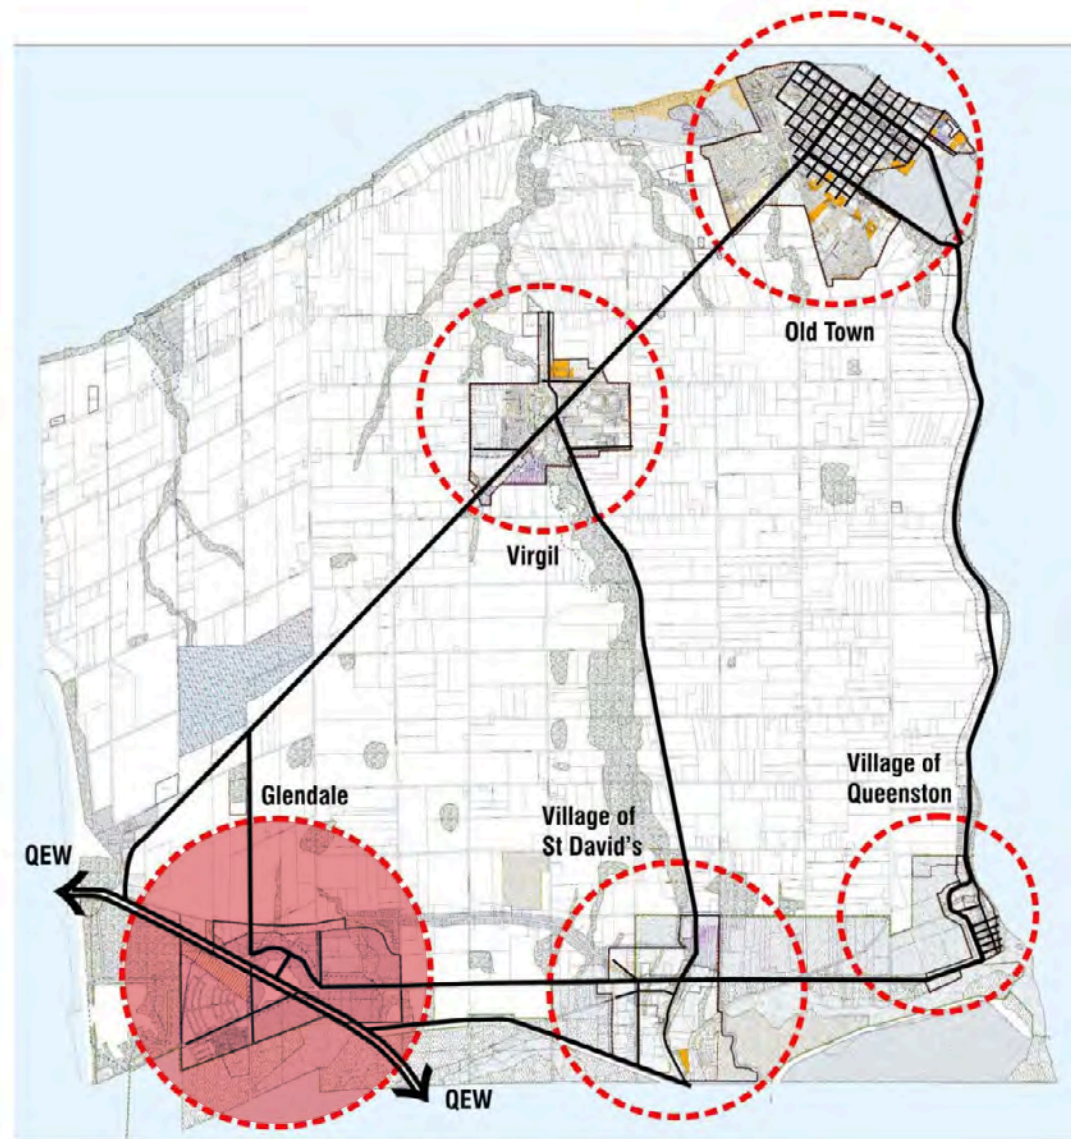 Old Town
Virgil
Village of
Queenston
Glendale
Village of
St David's
QEW
QEW